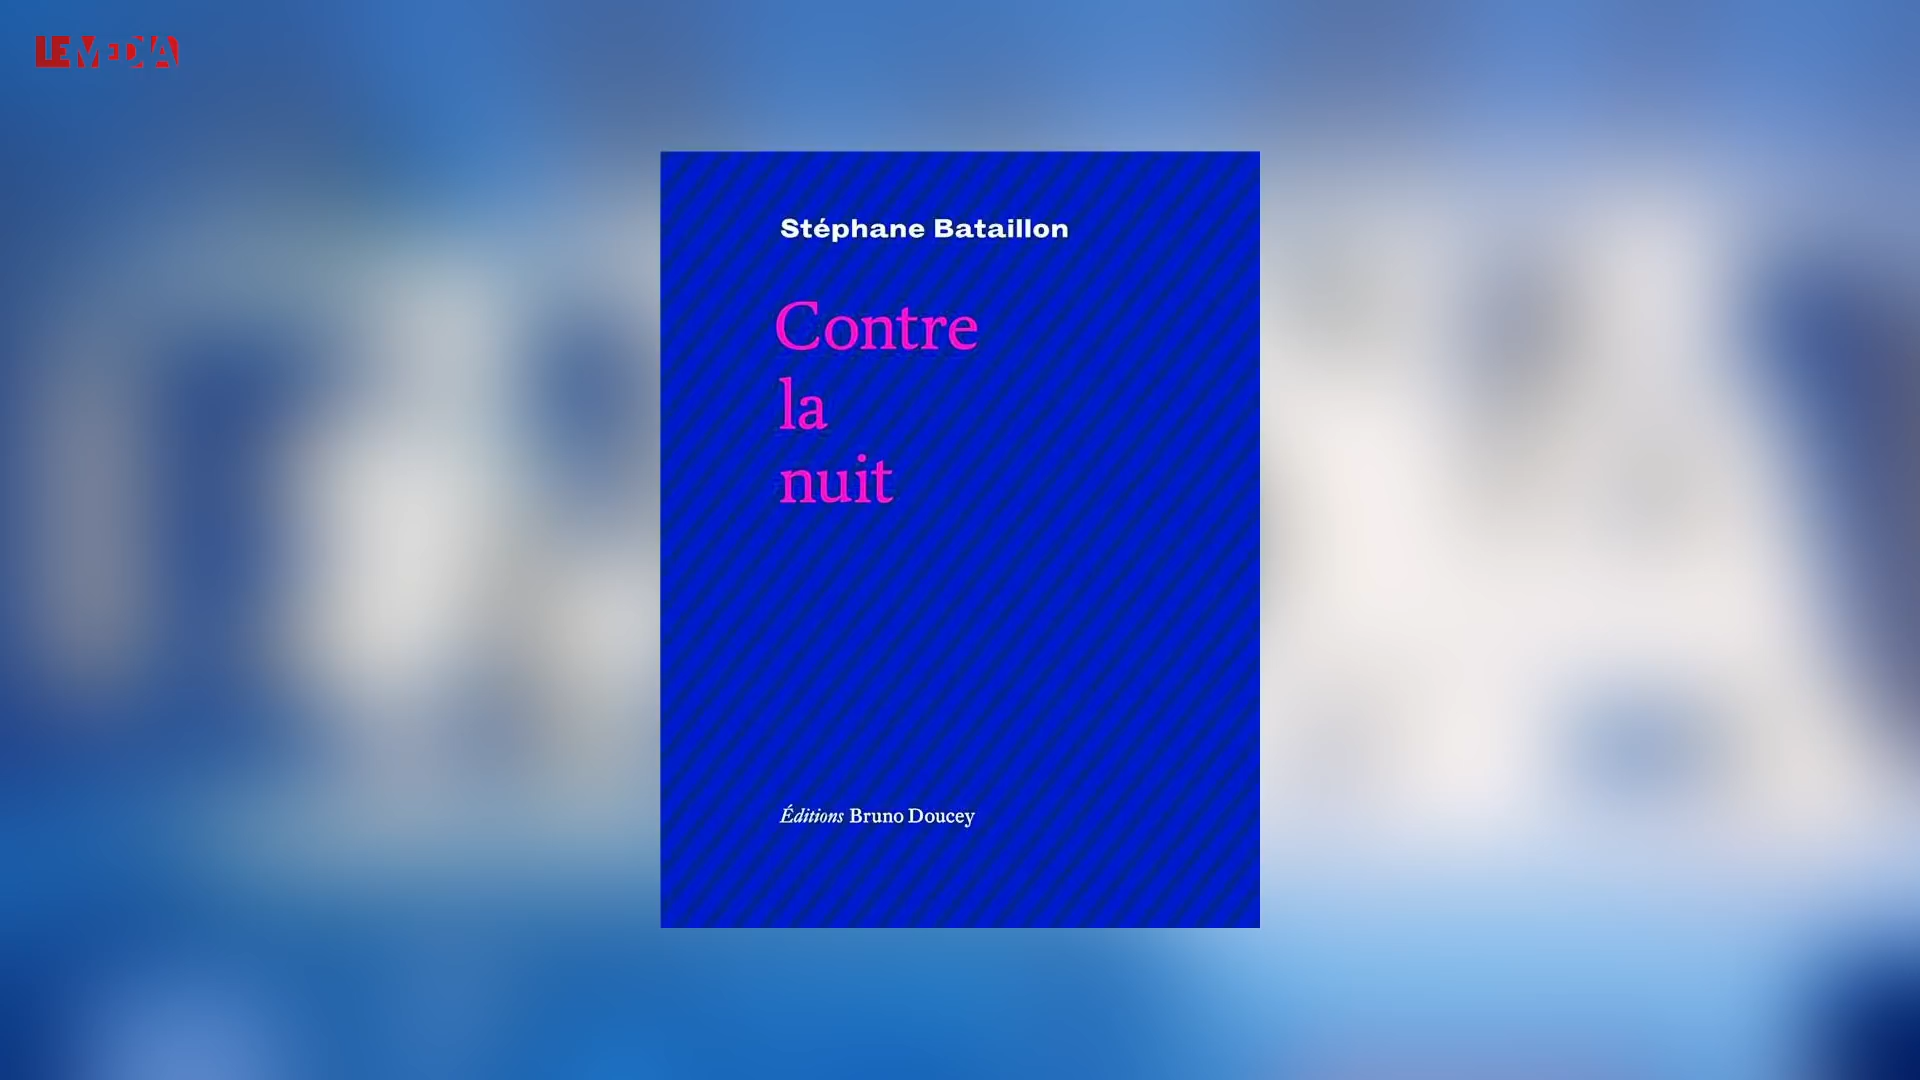 LE MEDIA
Stéphane Bataillon
Contre
la
nuit
Éditions Bruno Doucey